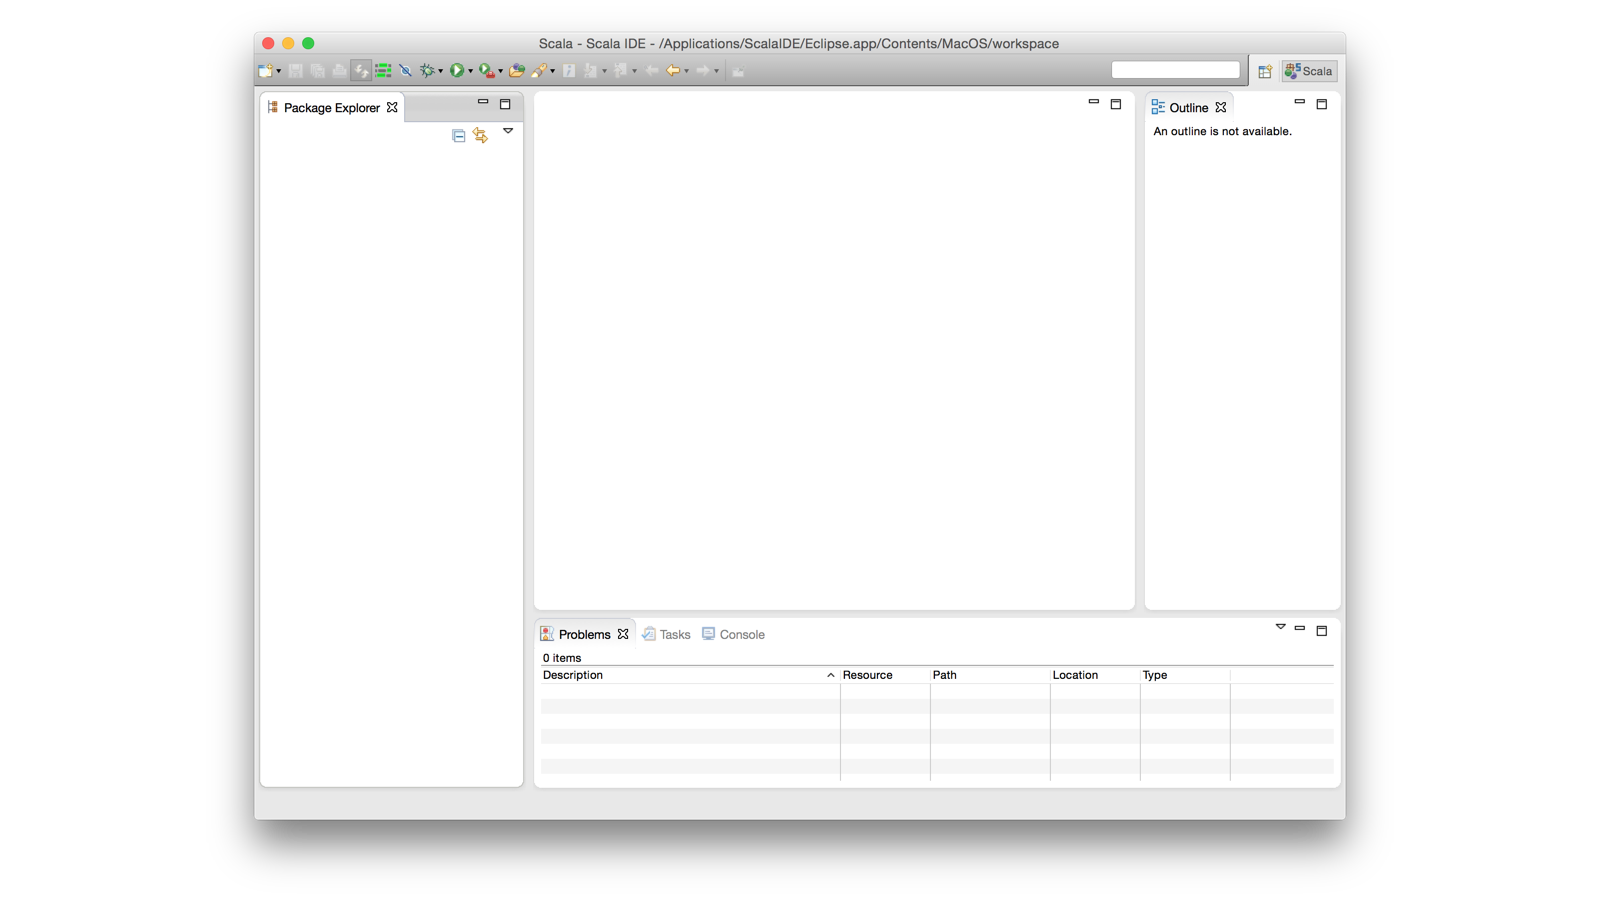 Scala - Scala IDE - /Applications/ScalaIDE/Eclipse.app/Contents/MacOS/workspace
Scala
Package Explorer
Outline
An outline is not available.
Problems Tasks Console
0 items
Description Resource Path Location Type